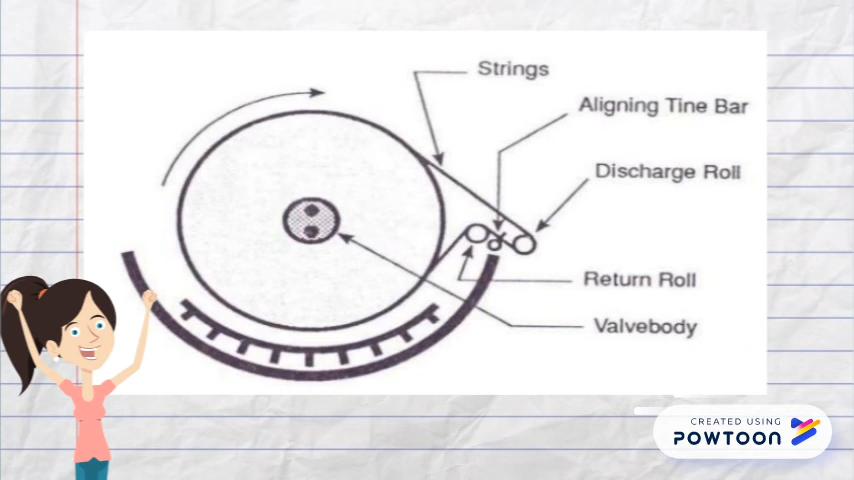 Strings
Aligning Tine Bar
Discharge Roll
Return Roll
Valvebody
CREATED USING
POWTOON